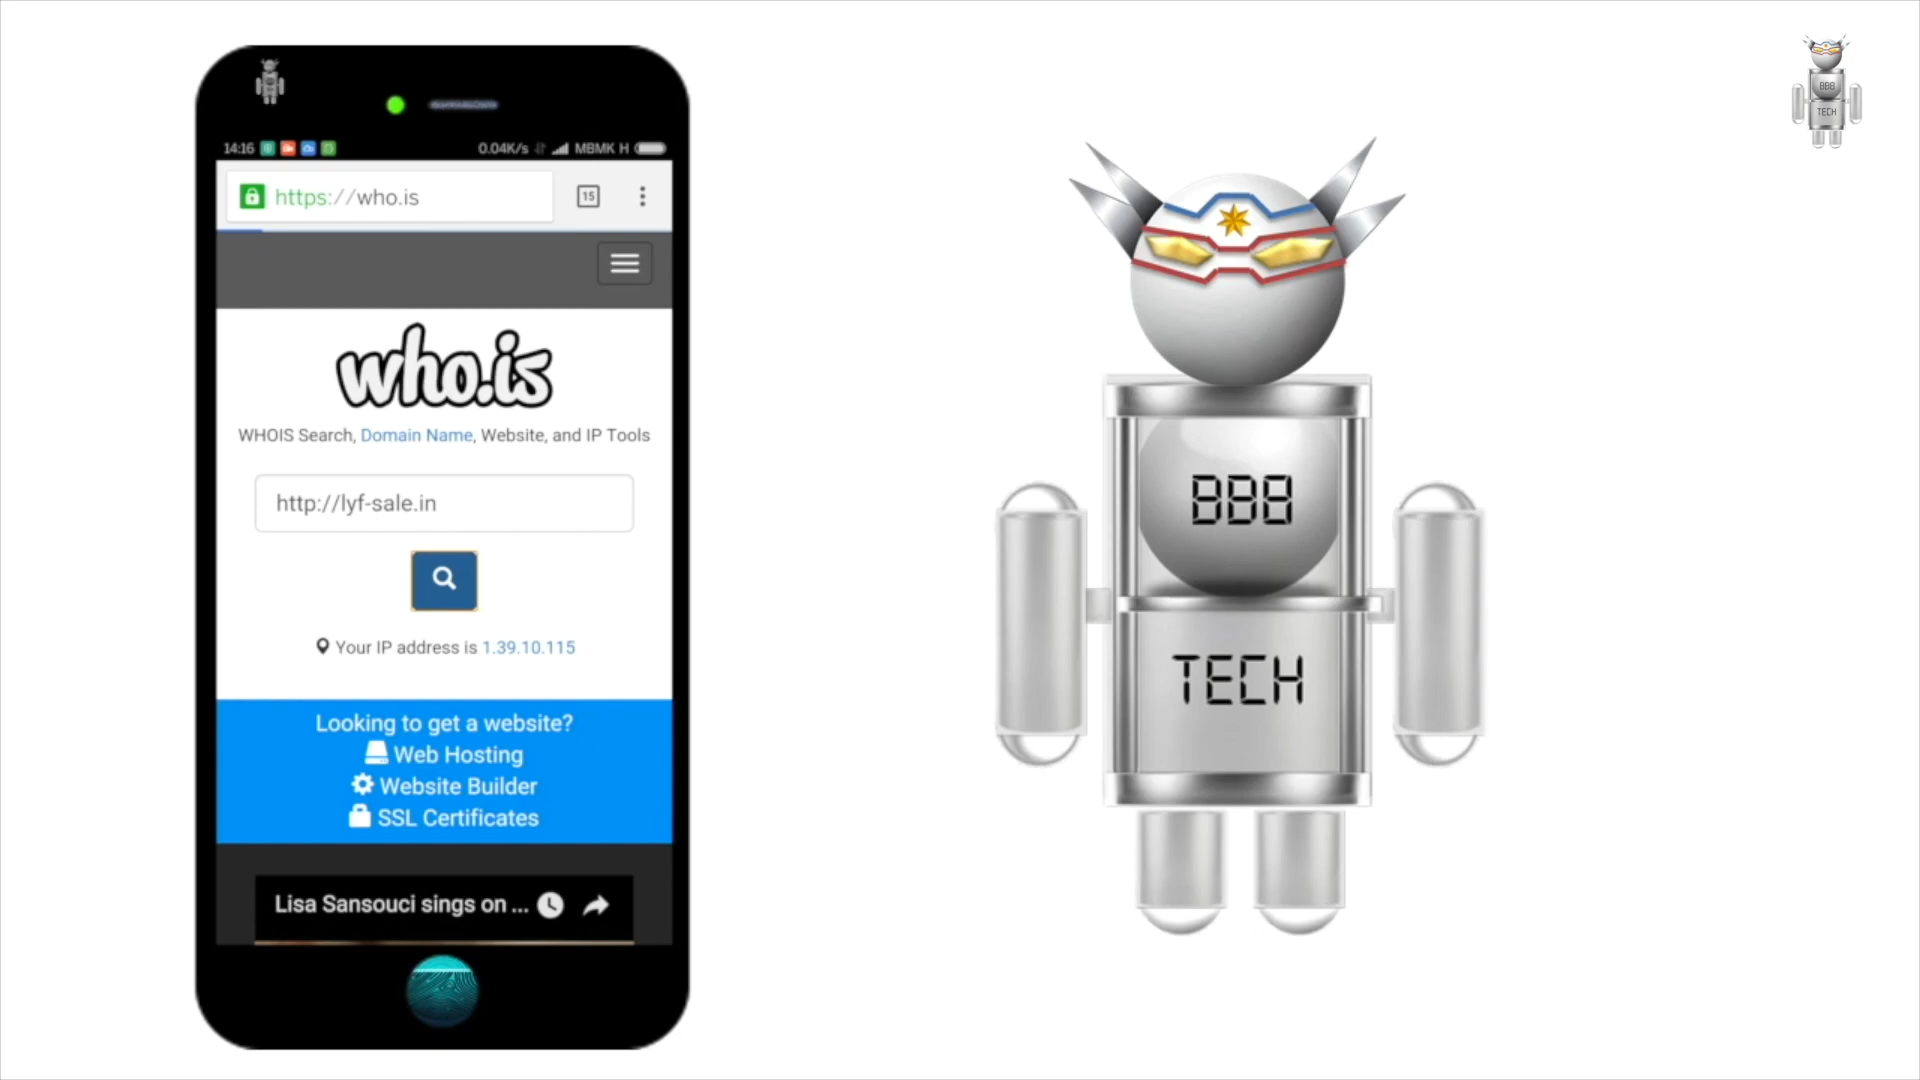 14:16 0.04K/s MBMK H
https://who.is 15
who.is
WHOIS Search, Domain Name, Website, and IP Tools
http://lyf-sale.in
Your IP address is 1.39.10.115
Looking to get a website?
Web Hosting
Website Builder
SSL Certificates
Lisa Sansouci sings on ...
BBB
TECH
BBB
TECH